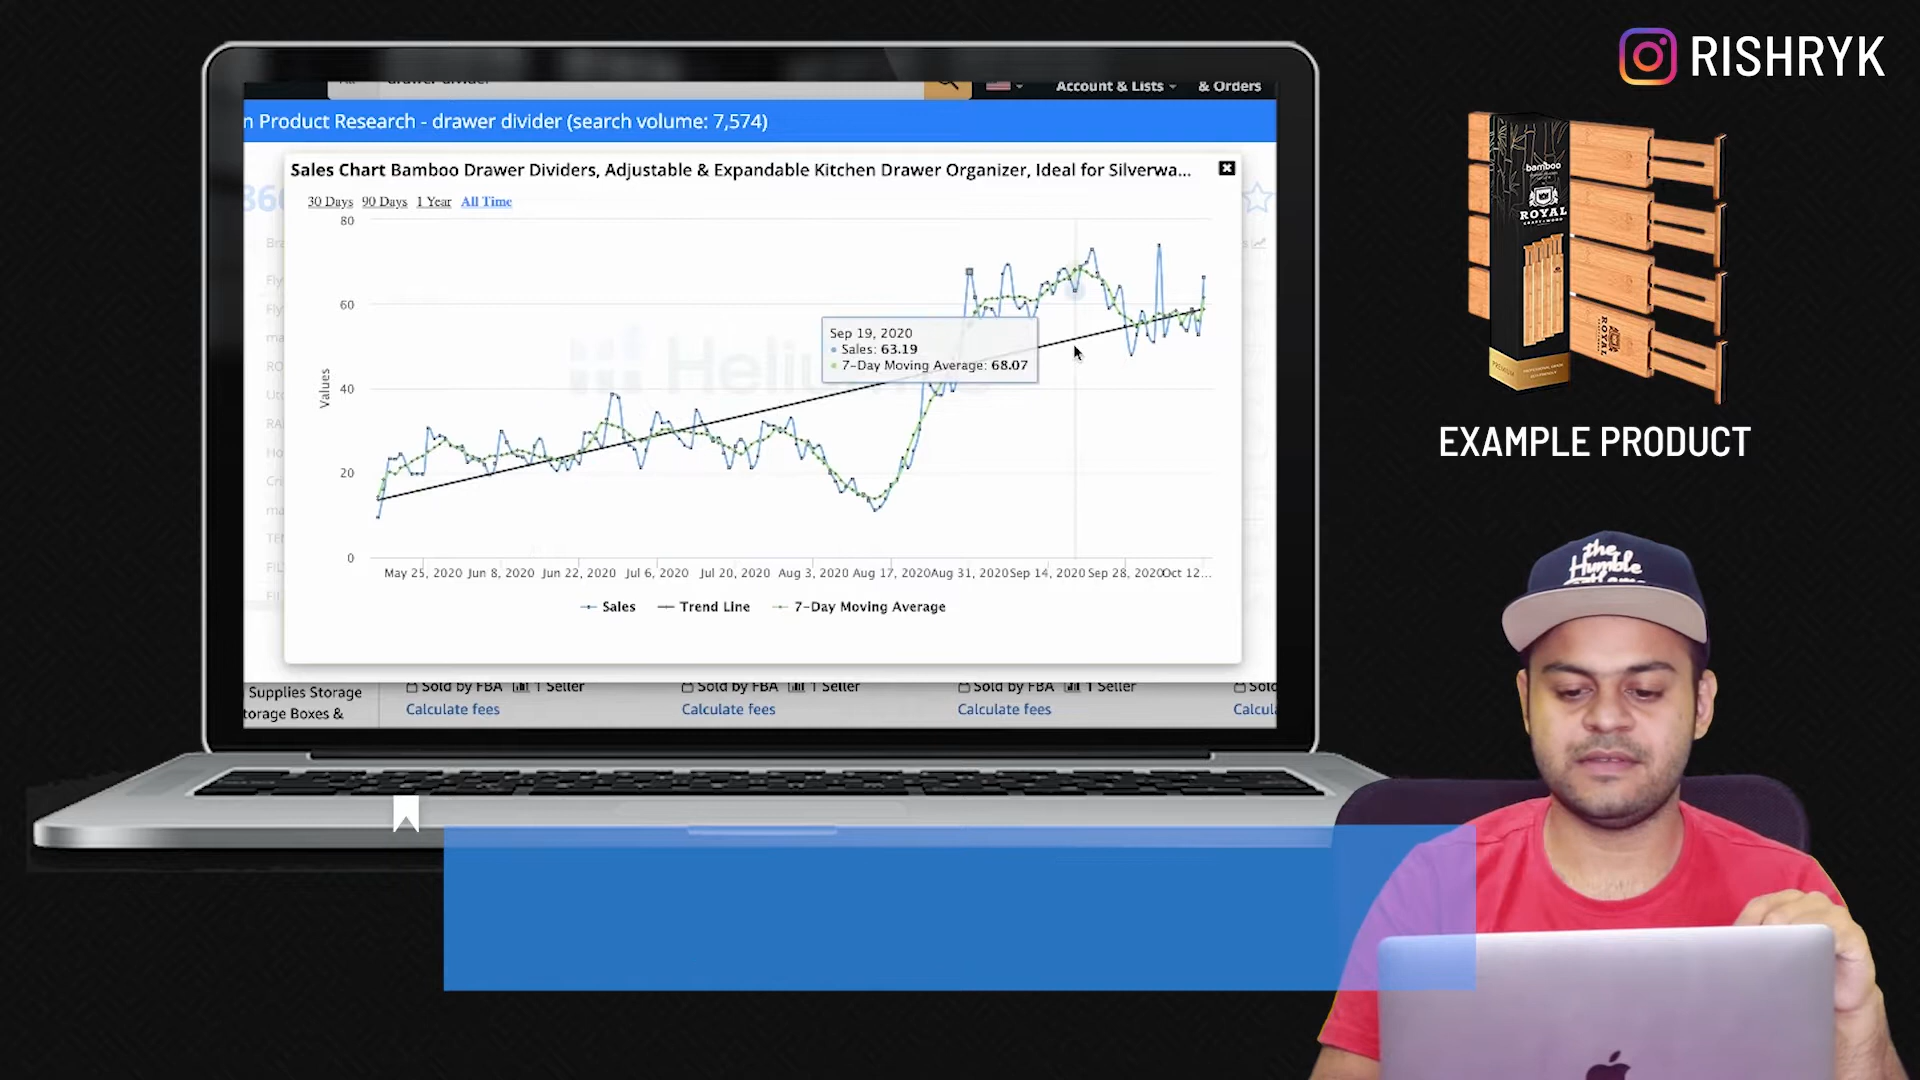 RISHRYK
Account & Lists
& Orders
n Product Research - drawer divider (search volume: 7,574)
Sales Chart Bamboo Drawer Dividers, Adjustable & Expandable Kitchen Drawer Organizer, Ideal for Silverwa...
30 Days 90 Days 1 Year All Time
80
60
40
20
0
Values
Sep 19, 2020
Sales: 63.19
7-Day Moving Average: 68.07
May 25, 2020 Jun 8, 2020 Jun 22, 2020 Jul 6, 2020 Jul 20, 2020 Aug 3, 2020 Aug 17, 2020 Aug 31, 2020 Sep 14, 2020 Sep 28, 2020 Oct 12...
Sales Trend Line 7-Day Moving Average
Supplies Storage
torage Boxes &
Sold by FBA 1 Seller
Calculate fees
Sold by FBA 1 Seller
Calculate fees
Sold by FBA 1 Seller
Calculate fees
Sold
Calcula
bamboo
ROYAL
PREMIUM
ROYAL
EXAMPLE PRODUCT
the
Humble